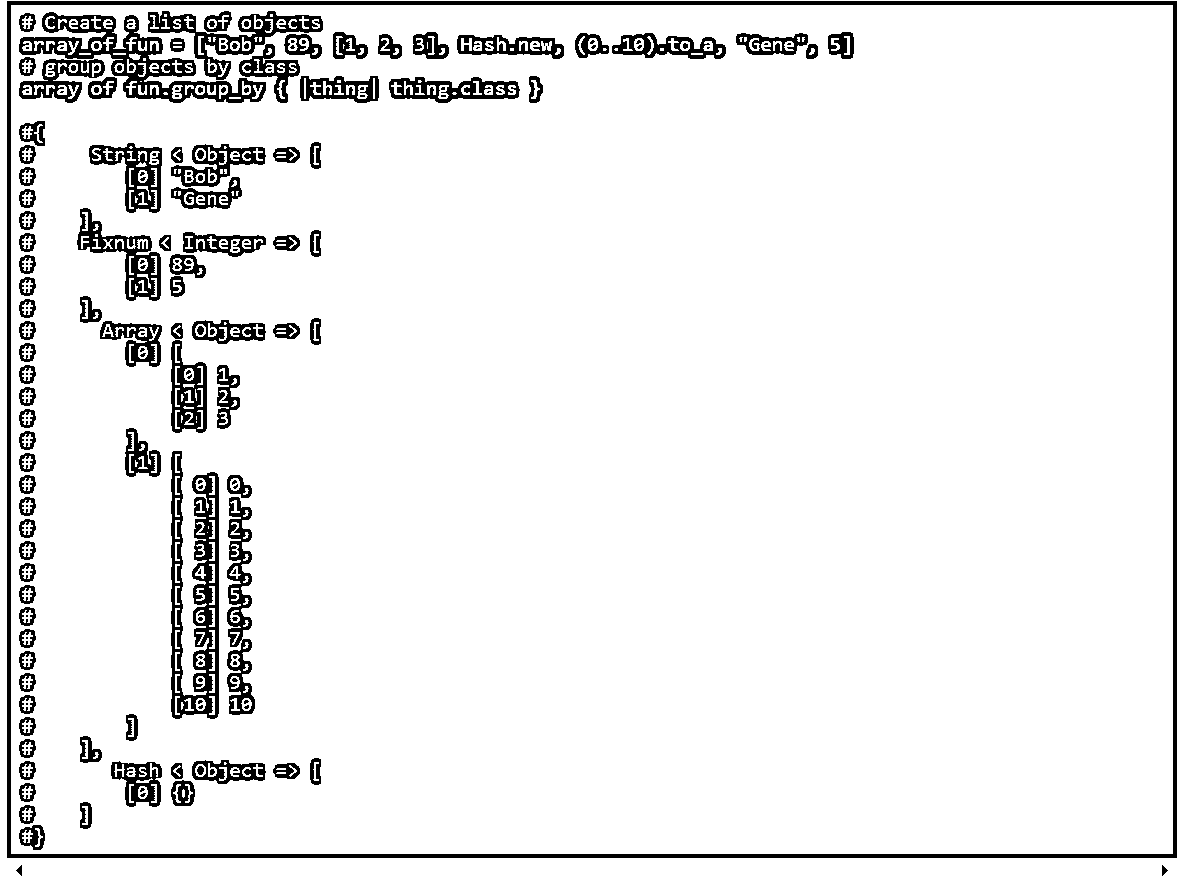 # Create a list of objects
array_of_fun = ["Bob", 89, [1, 2, 3], Hash.new, (0..10).to_a, "Gene", 5]
# group objects by class
array of fun.group_by { |thing| thing.class }

#{
#     String < Object => [
#        [0] "Bob",
#        [1] "Gene"
#    ],
#    Fixnum < Integer => [
#        [0] 89,
#        [1] 5
#    ],
#      Array < Object => [
#        [0] [
#            [0] 1,
#            [1] 2,
#            [2] 3
#        ],
#        [1] [
#            [ 0] 0,
#            [ 1] 1,
#            [ 2] 2,
#            [ 3] 3,
#            [ 4] 4,
#            [ 5] 5,
#            [ 6] 6,
#            [ 7] 7,
#            [ 8] 8,
#            [ 9] 9,
#            [10] 10
#        ]
#    ],
#       Hash < Object => [
#        [0] {}
#    ]
#}